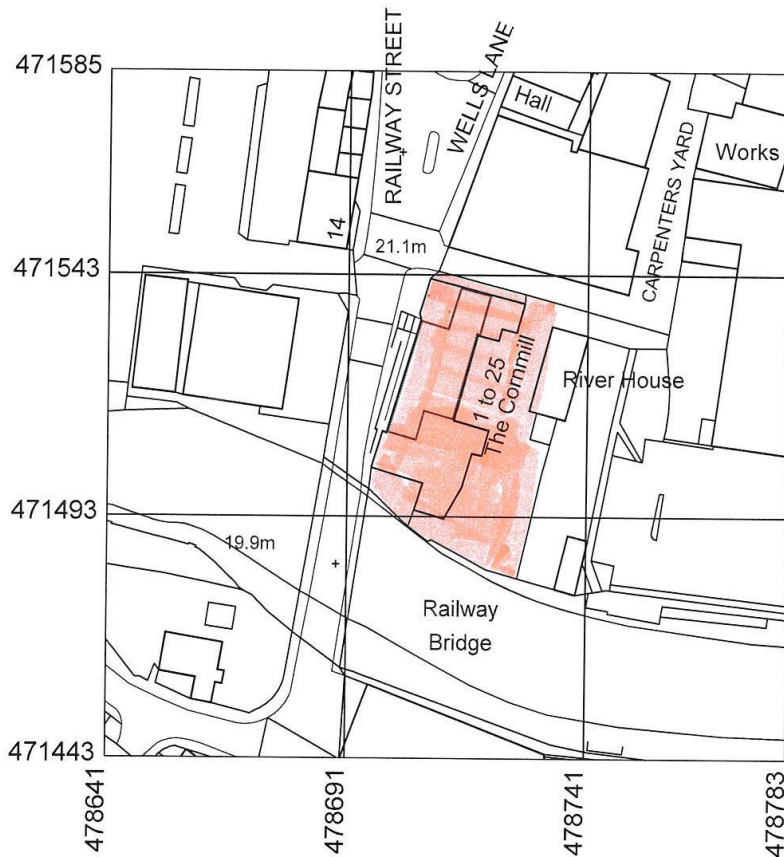 RAILWAY STREET
WELLS LANE
471585
Hall
Works
CARPENTERS YARD
14
21.1m
471543
1 to 25
The Cornmill
River House
471493
19.9m
Railway
Bridge
471443
478641
478691
478741
478783